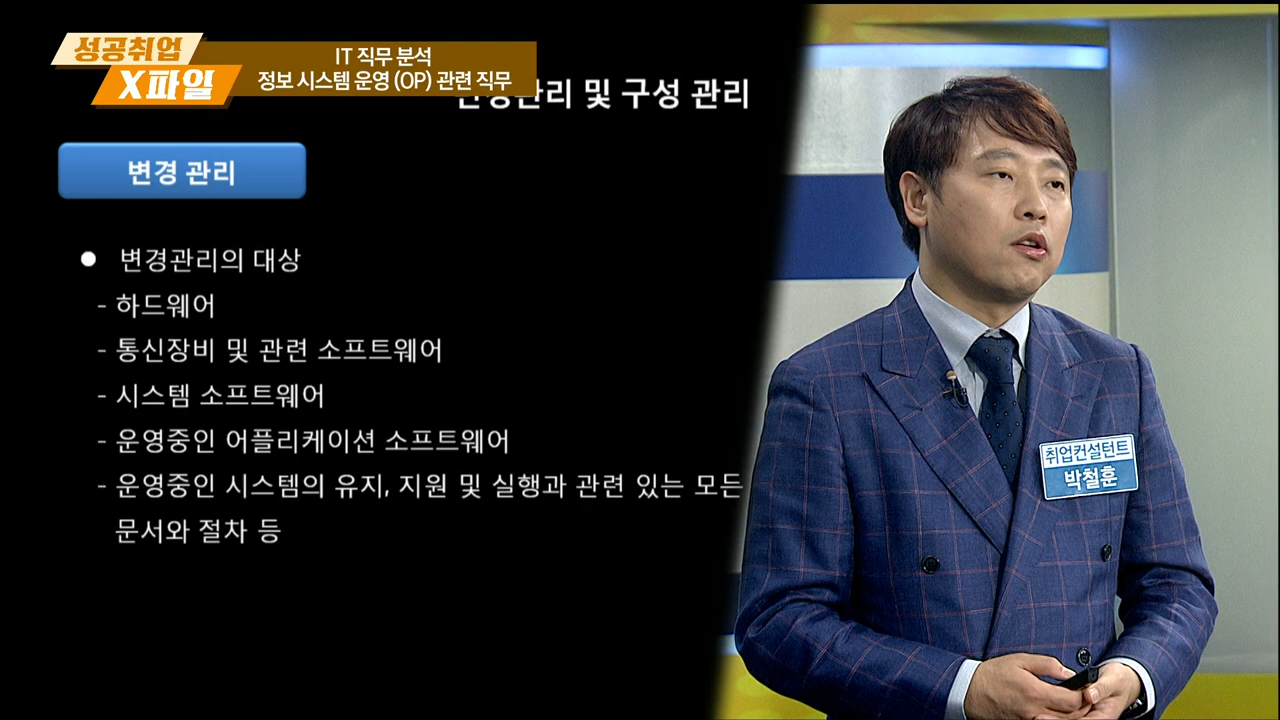 성공취업
X파일
IT 직무 분석
정보 시스템 운영 (OP) 관련 직무
및 구성 관리
변경 관리
● 변경관리의 대상
- 하드웨어
- 통신장비 및 관련 소프트웨어
- 시스템 소프트웨어
- 운영중인 어플리케이션 소프트웨어
- 운영중인 시스템의 유지, 지원 및 실행과 관련 있는 모든
문서와 절차 등
취업컨설턴트
박철훈